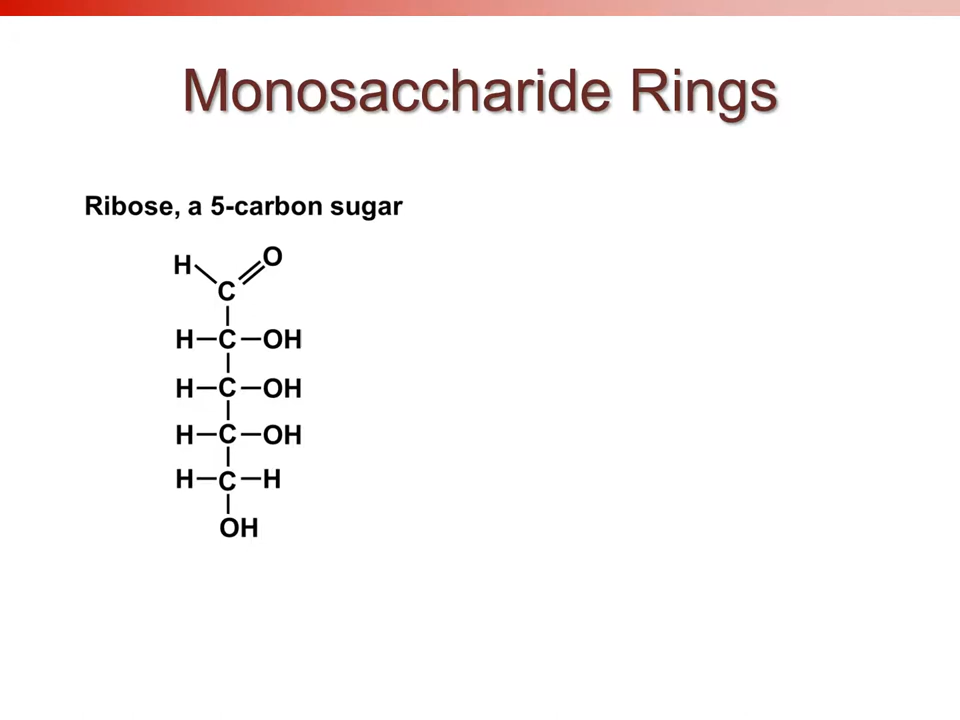 Monosaccharide Rings
Ribose, a 5-carbon sugar
H O
C
H–C–OH
H–C–OH
H–C–OH
H–C–H
OH